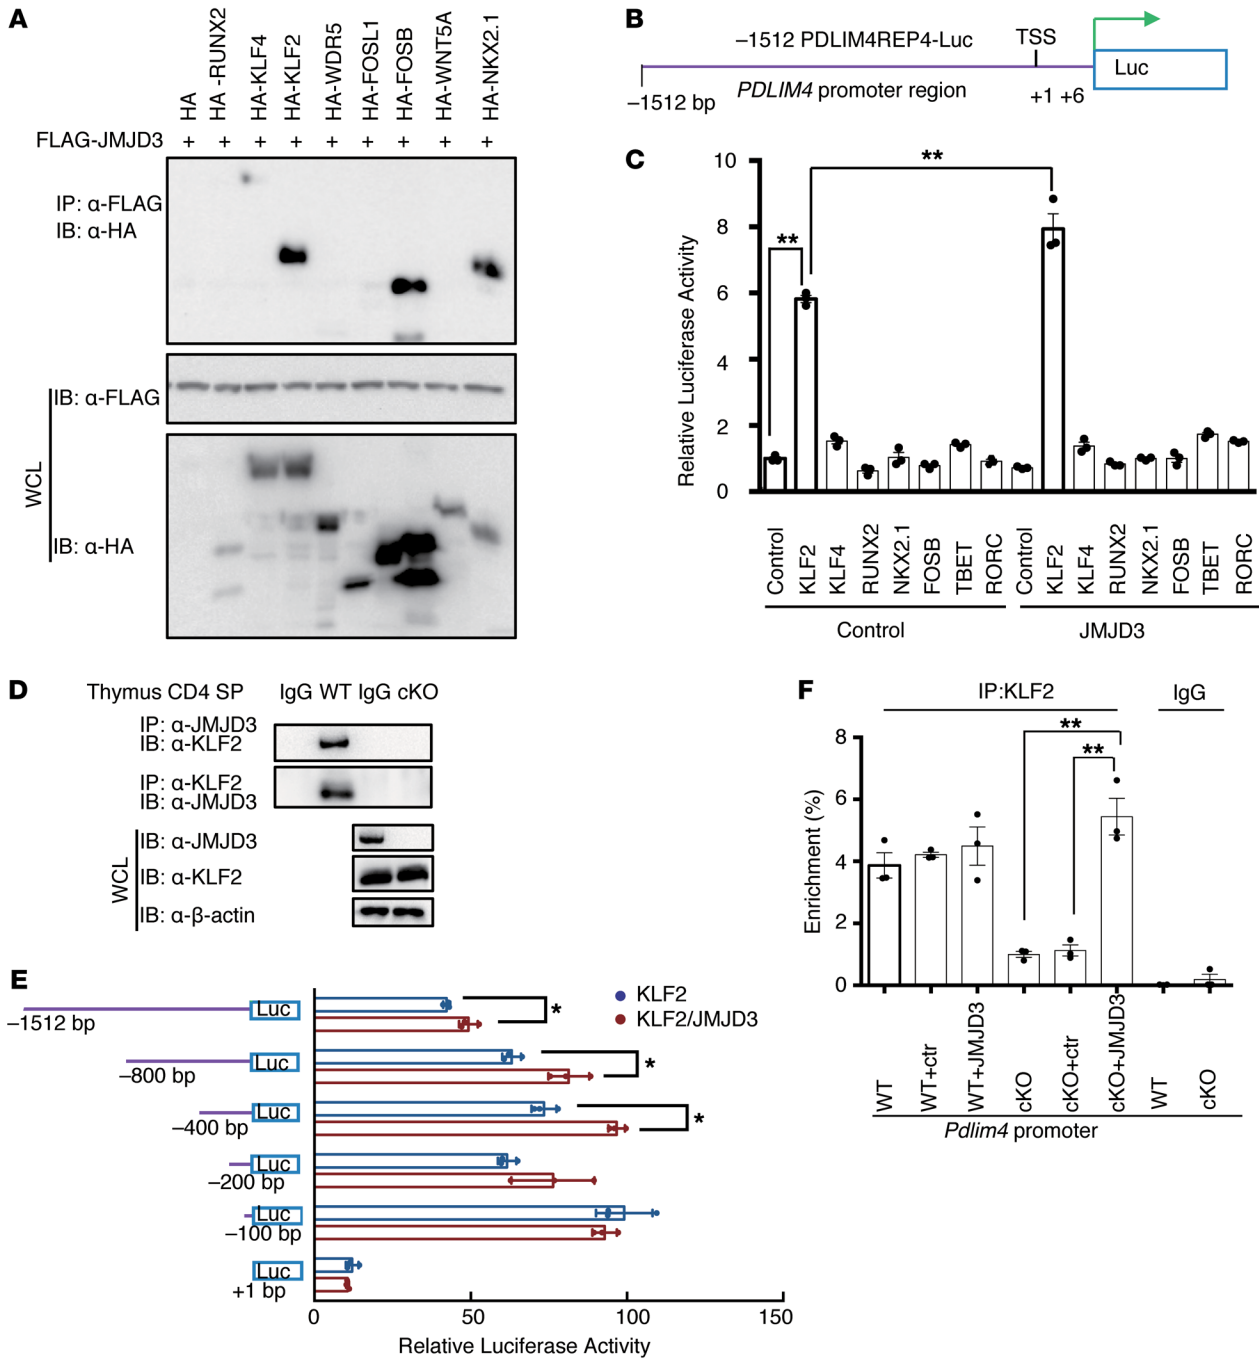 A
HA
HA -RUNX2
HA-KLF4
HA-KLF2
HA-WDR5
HA-FOSL1
HA-FOSB
HA-WNT5A
HA-NKX2.1
FLAG-JMJD3 + + + + + + + + +
IP: α-FLAG
IB: α-HA
WCL
IB: α-FLAG
IB: α-HA
B
–1512 PDLIM4REP4-Luc
TSS
Luc
–1512 bp
PDLIM4 promoter region
+1 +6
C
Relative Luciferase Activity
10
8
6
4
2
0
**
**
Control
KLF2
KLF4
RUNX2
NKX2.1
FOSB
TBET
RORC
Control
KLF2
KLF4
RUNX2
NKX2.1
FOSB
TBET
RORC
Control
JMJD3
D
Thymus CD4 SP IgG WT IgG cKO
IP: α-JMJD3
IB: α-KLF2
IP: α-KLF2
IB: α-JMJD3
WCL
IB: α-JMJD3
IB: α-KLF2
IB: α-β-actin
E
KLF2
KLF2/JMJD3
Luc
–1512 bp
*
Luc
–800 bp
*
Luc
–400 bp
*
Luc
–200 bp
Luc
–100 bp
Luc
+1 bp
0 50 100 150
Relative Luciferase Activity
F
IP:KLF2
IgG
Enrichment (%)
8
6
4
2
0
**
**
WT
WT+ctr
WT+JMJD3
cKO
cKO+ctr
cKO+JMJD3
WT
cKO
Pdlim4 promoter